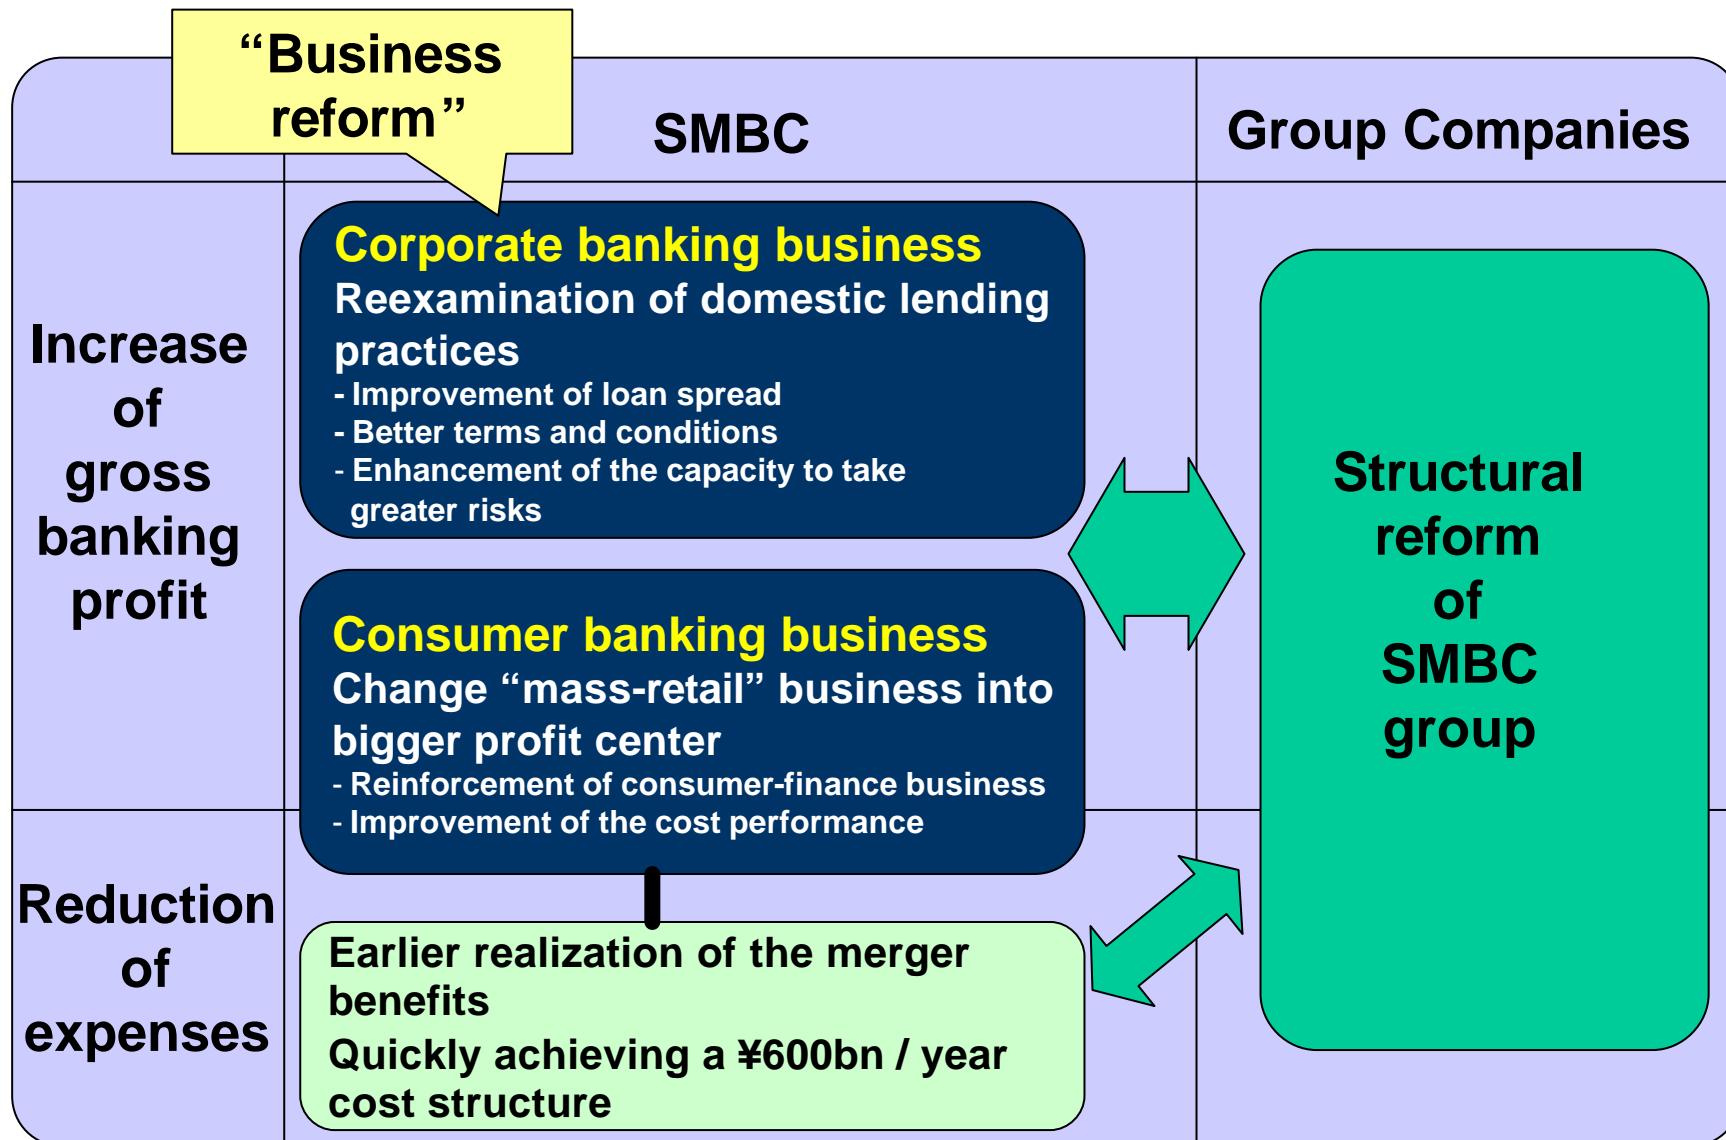 “Business
reform”
SMBC
Group Companies
Increase
of
gross
banking
profit
Corporate banking business
Reexamination of domestic lending
practices
- Improvement of loan spread
- Better terms and conditions
- Enhancement of the capacity to take
greater risks
Consumer banking business
Change “mass-retail” business into
bigger profit center
- Reinforcement of consumer-finance business
- Improvement of the cost performance
Structural
reform
of
SMBC
group
Reduction
of
expenses
Earlier realization of the merger
benefits
Quickly achieving a ¥600bn / year
cost structure